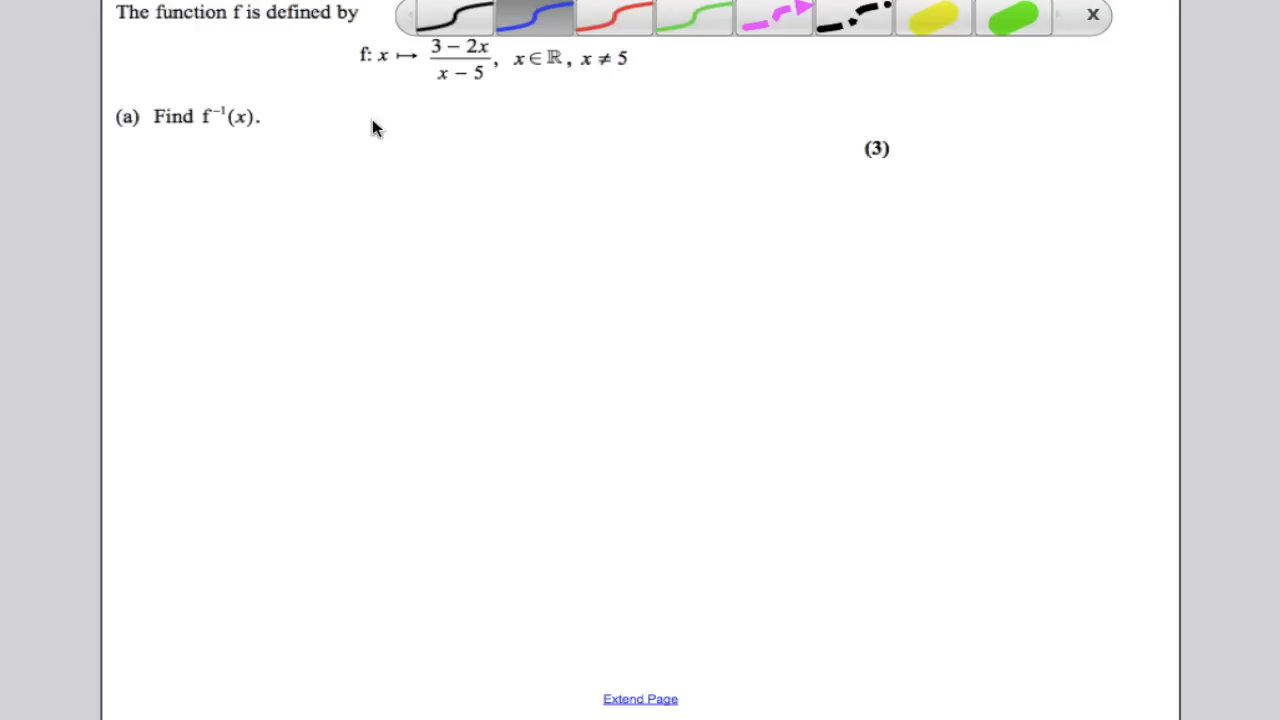 The function f is defined by
x
f: x ↦ (3 − 2x)/(x − 5), x ∈ ℝ, x ≠ 5
(a) Find f⁻¹(x).
(3)
Extend Page